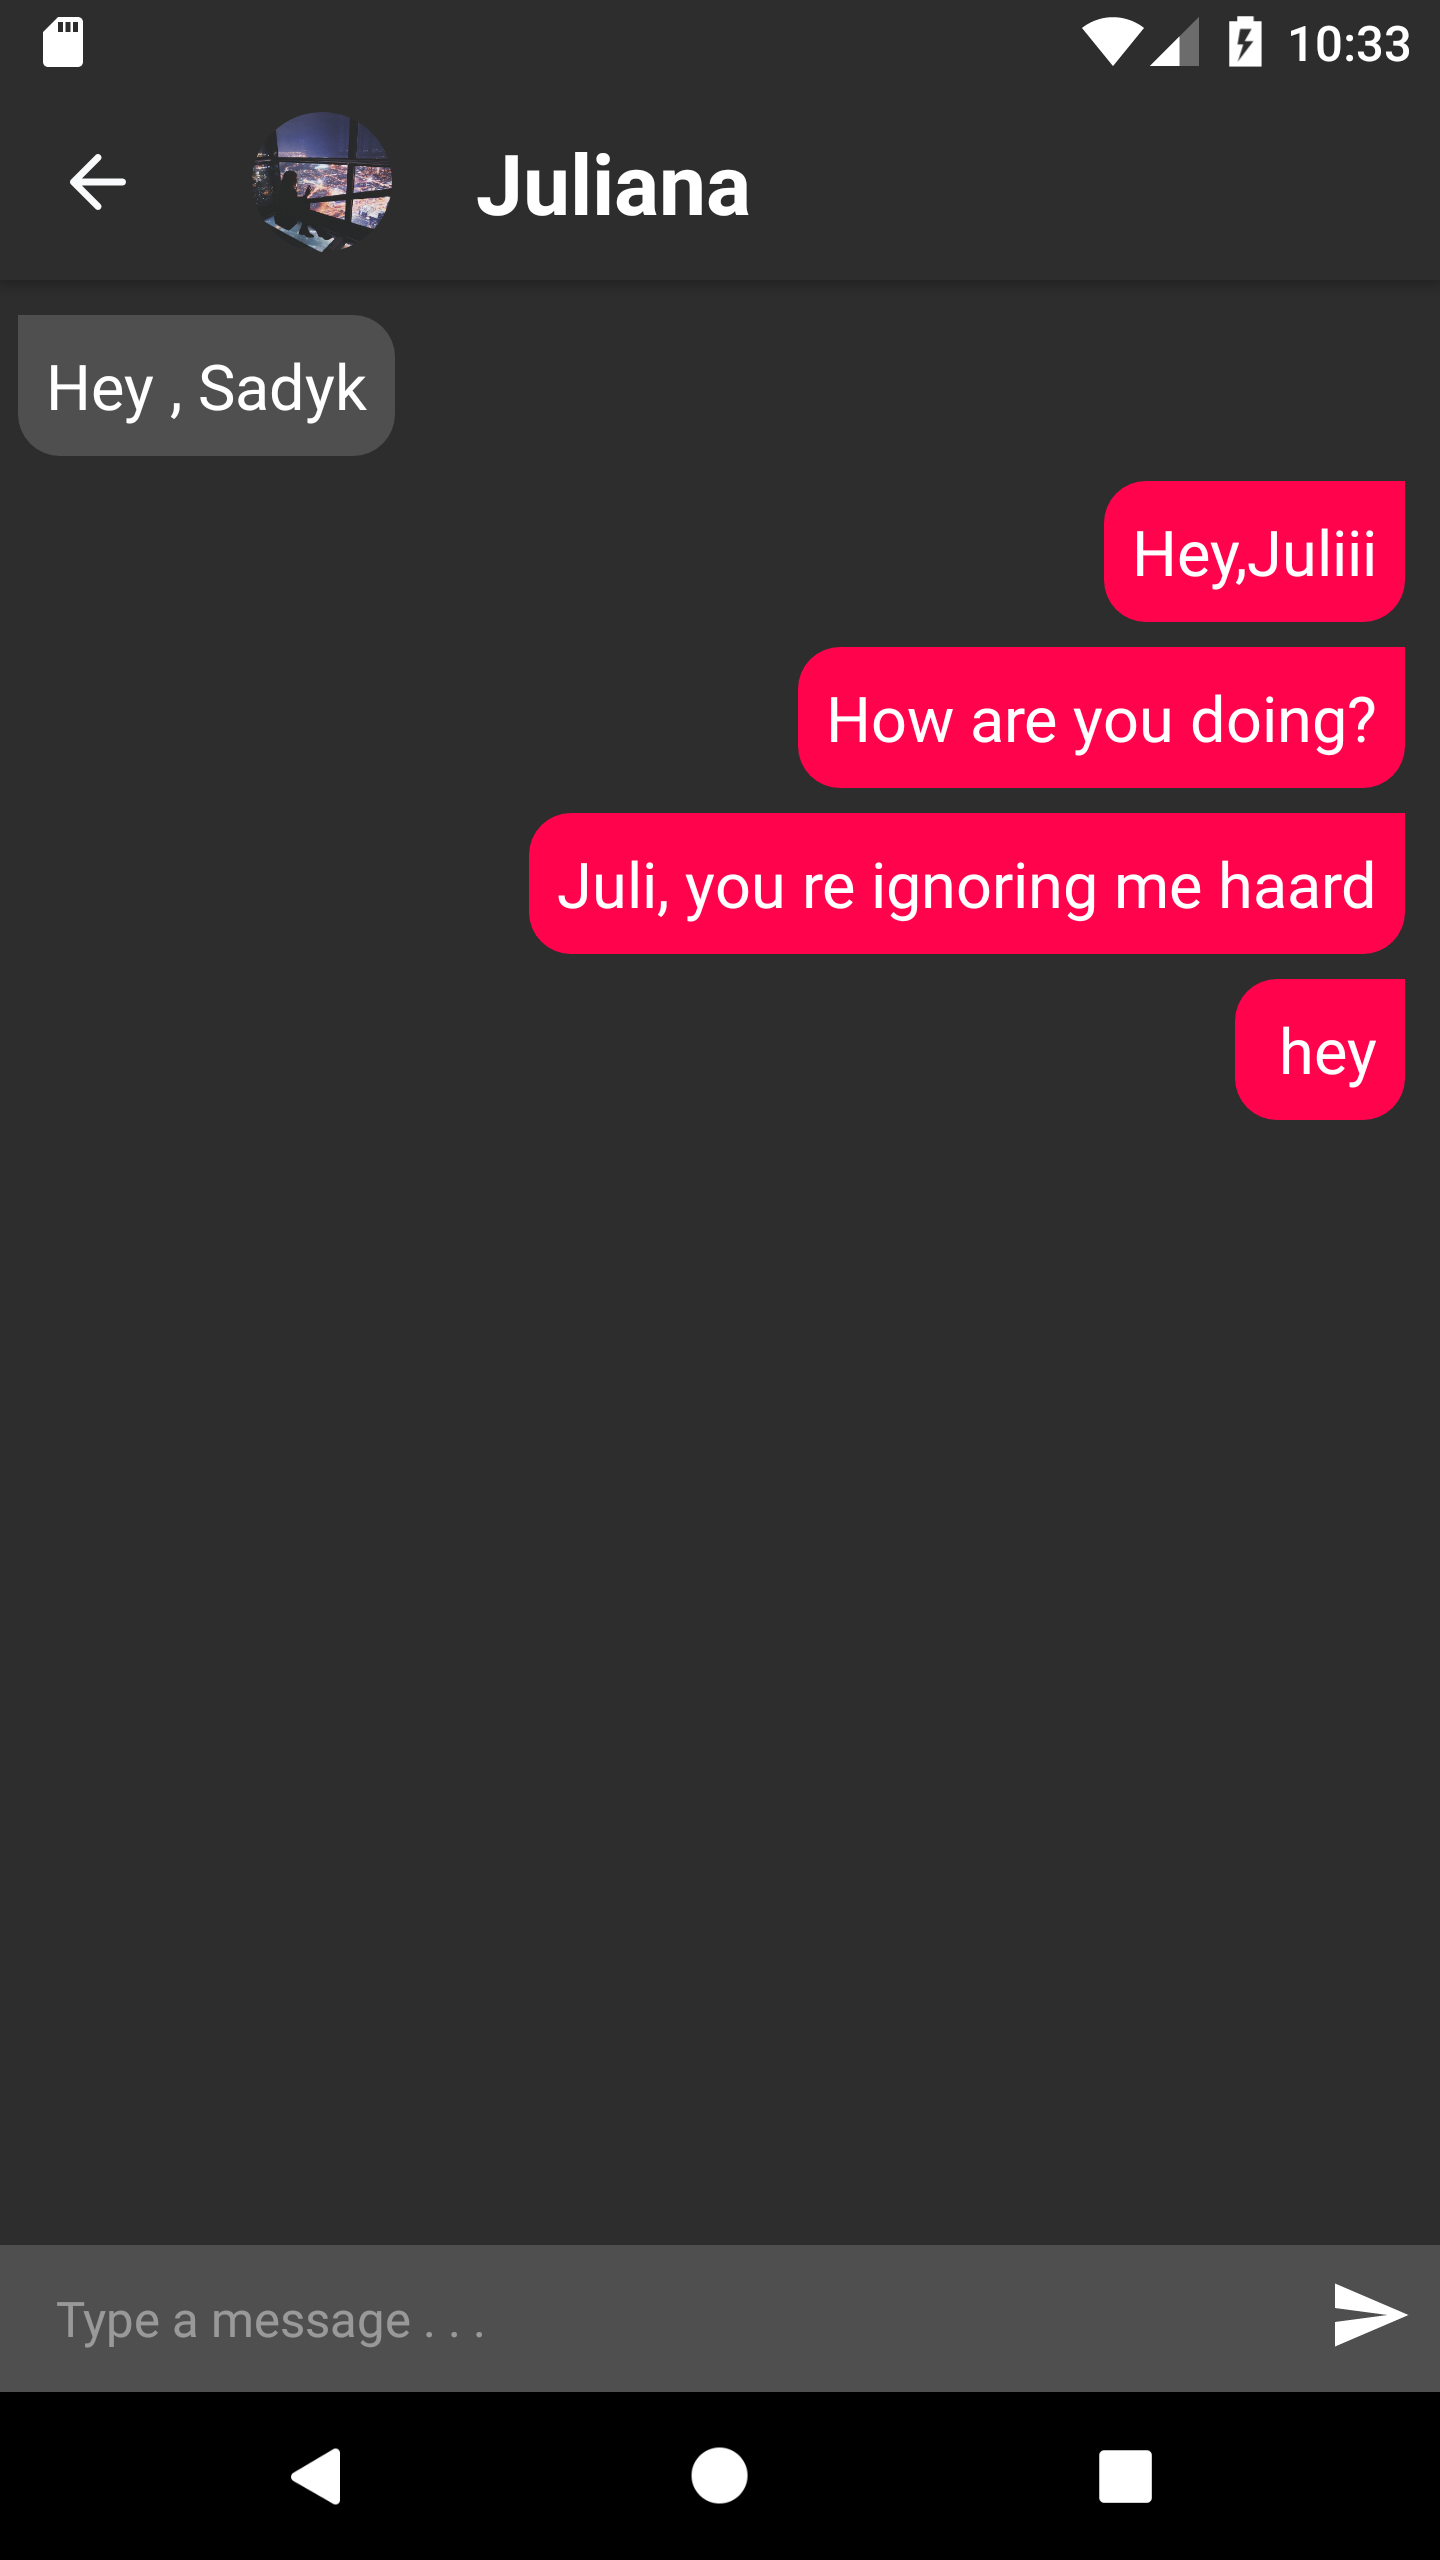 10:33
Juliana
Hey , Sadyk
Hey,Juliii
How are you doing?
Juli, you re ignoring me haard
hey
Type a message . . .